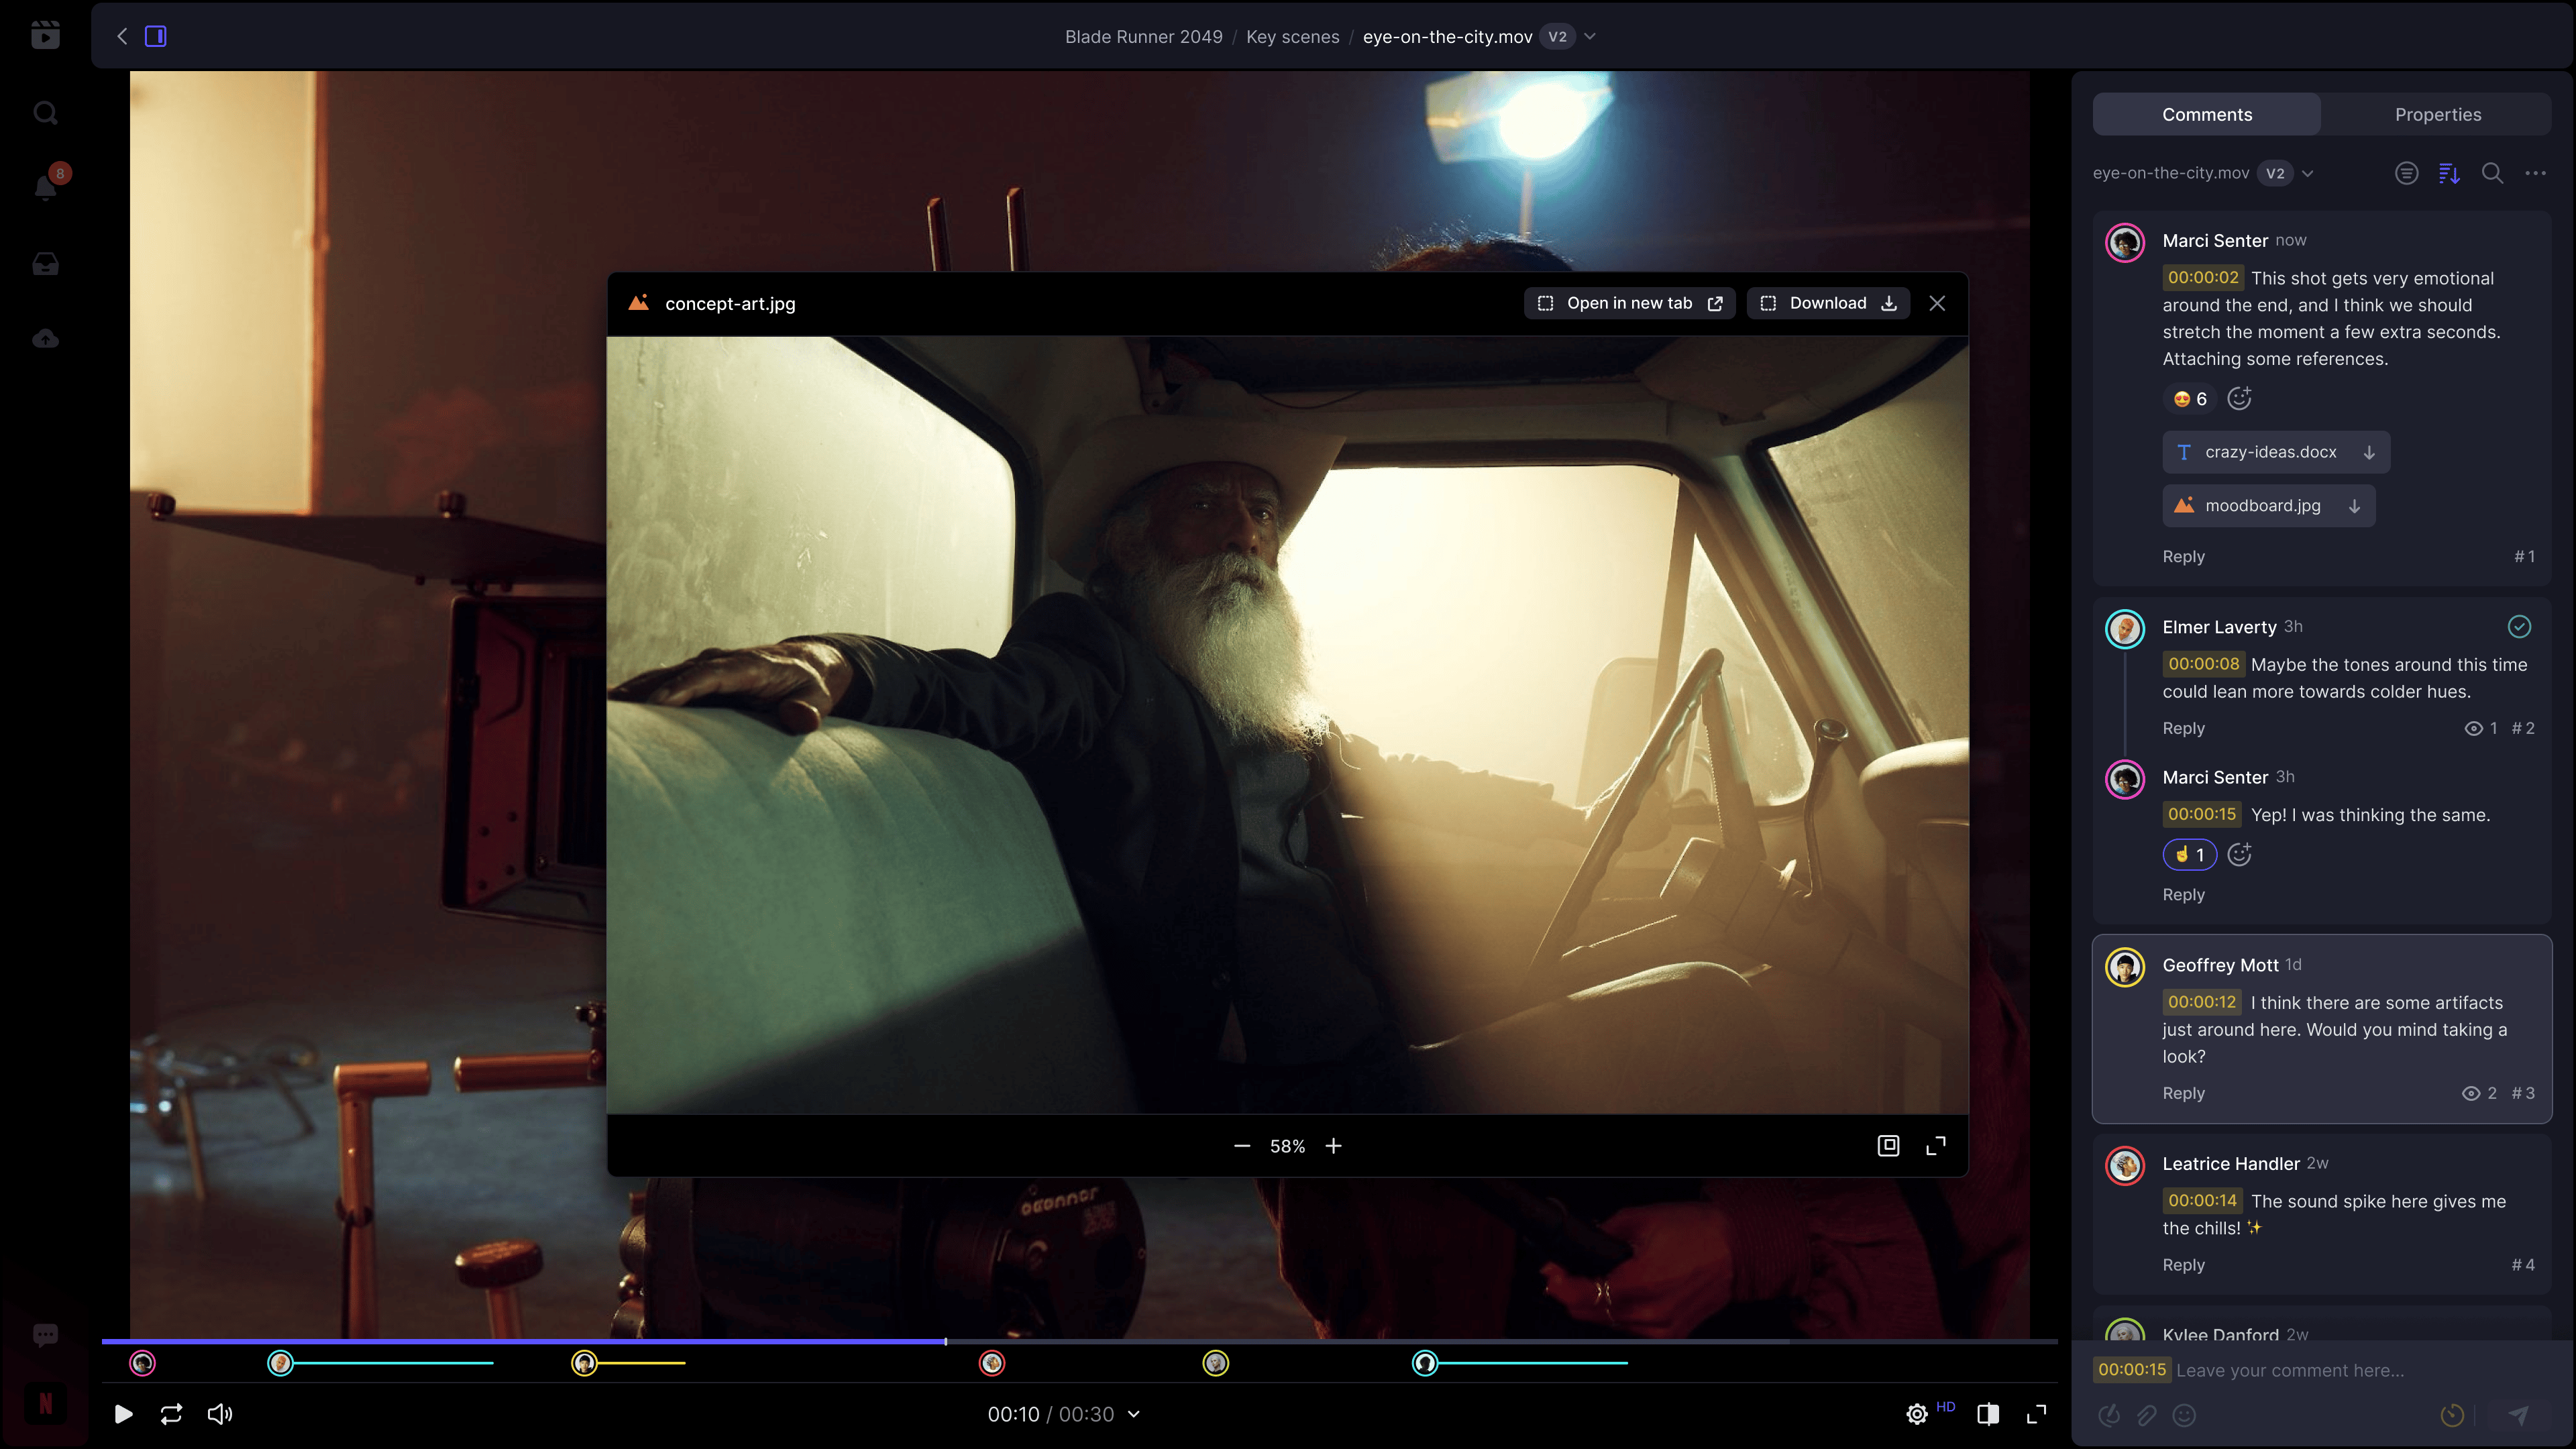 Blade Runner 2049 / Key scenes / eye-on-the-city.mov V2
8
concept-art.jpg
Open in new tab
Download
58%
oconnor
00:10 / 00:30
HD
N
Comments
Properties
eye-on-the-city.mov V2
Marci Senter now
00:00:02 This shot gets very emotional
around the end, and I think we should
stretch the moment a few extra seconds.
Attaching some references.
😍 6
T crazy-ideas.docx
moodboard.jpg
Reply #1
Elmer Laverty 3h
00:00:08 Maybe the tones around this time
could lean more towards colder hues.
Reply 1 #2
Marci Senter 3h
00:00:15 Yep! I was thinking the same.
☝️ 1
Reply
Geoffrey Mott 1d
00:00:12 I think there are some artifacts
just around here. Would you mind taking a
look?
Reply 2 #3
Leatrice Handler 2w
00:00:14 The sound spike here gives me
the chills! ✨
Reply #4
Kylee Danford 2w
00:00:15 Leave your comment here...